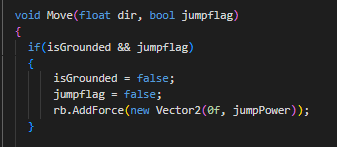 void Move(float dir, bool jumpflag)
{
if(isGrounded && jumpflag)
{
isGrounded = false;
jumpflag = false;
rb.AddForce(new Vector2(0f, jumpPower));
}